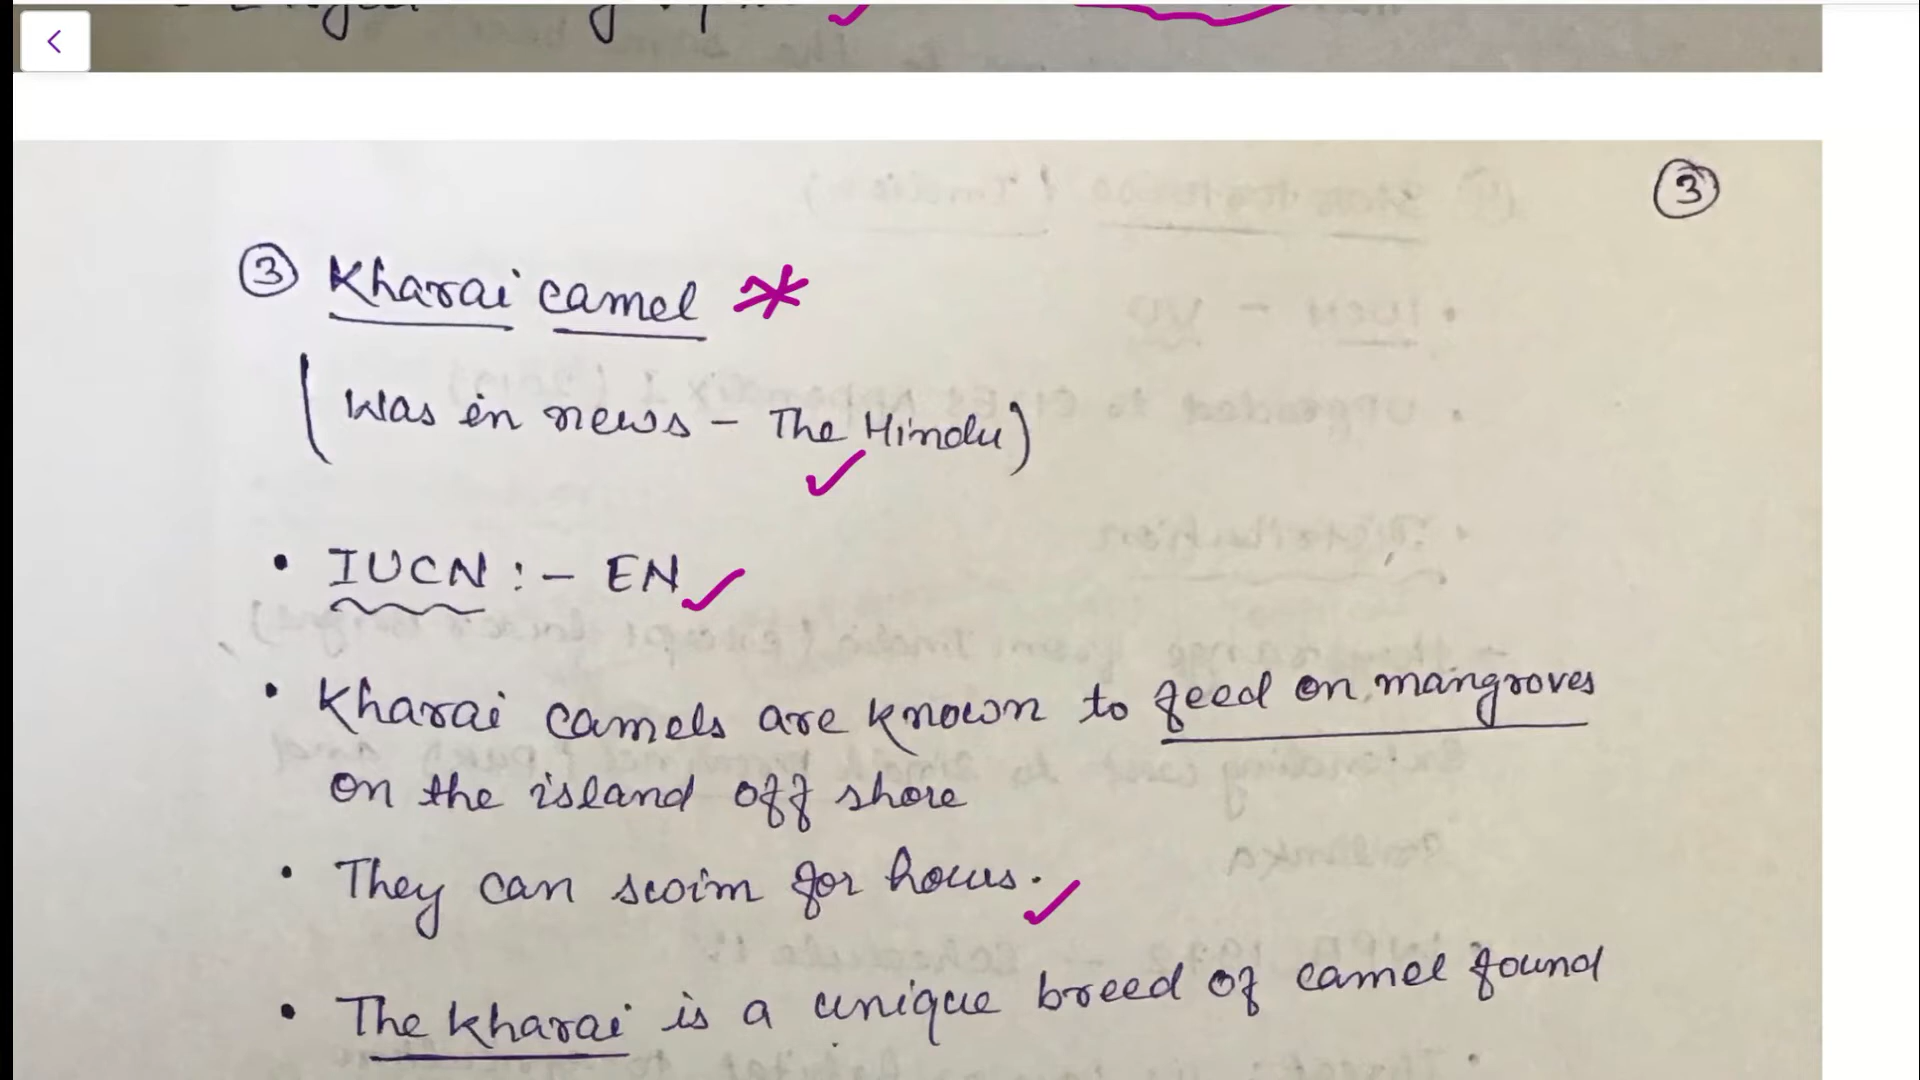 3
3 Kharai camel *
(Was in news - The Hindu)
• IUCN :- EN
• Kharai camels are known to feed on mangroves
on the island off shore
• They can swim for hours.
• The kharai is a unique breed of camel found